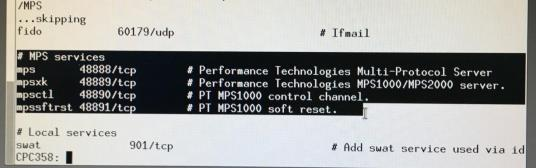 /MPS
...skipping
fido 60179/udp # Ifmail
# MPS services
mps 48888/tcp # Performance Technologies Multi-Protocol Server
mpsxk 48889/tcp # Performance Technologies MPS1000/MPS2000 server.
mpsctl 48890/tcp # PT MPS1000 control channel.
mpssftrst 48891/tcp # PT MPS1000 soft reset.
# Local services
swat 901/tcp # Add swat service used via id
CPC358: